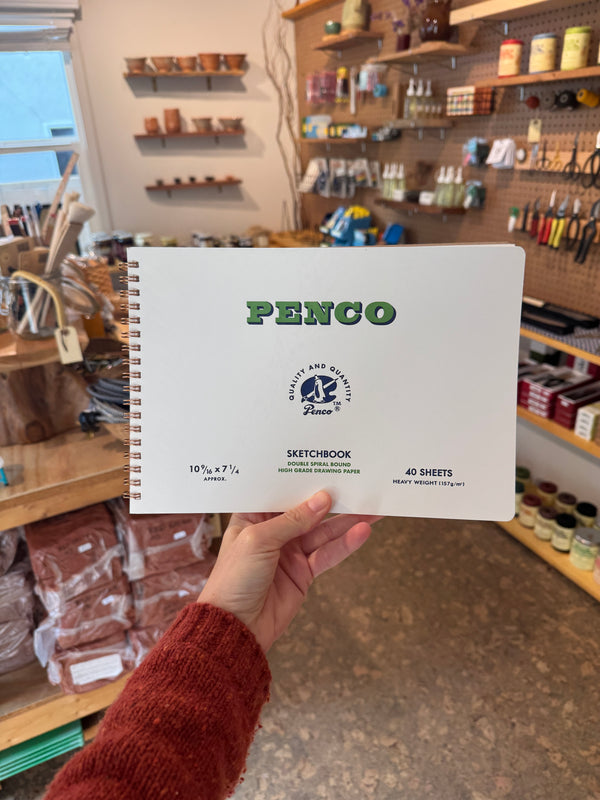 PENCO
QUALITY AND QUANTITY
Penco TM ®
SKETCHBOOK
DOUBLE SPIRAL BOUND
HIGH GRADE DRAWING PAPER
10 9/16 x 7 1/4
APPROX.
40 SHEETS
HEAVY WEIGHT (157g/m²)